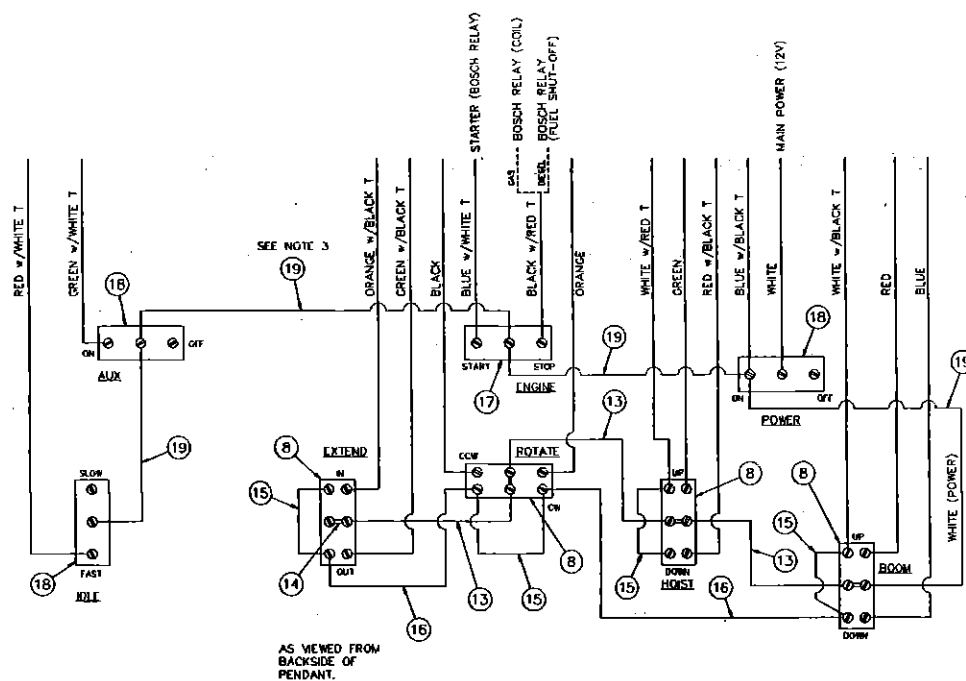 STARTER (BOSCH RELAY)
BOSCH RELAY (COIL)
BOSCH RELAY
(FUEL SHUT-OFF)
GAS
DIESEL
MAIN POWER (12V)
RED w/WHITE T
GREEN w/WHITE T
ORANGE w/BLACK T
GREEN w/BLACK T
BLACK
BLUE w/WHITE T
BLACK w/RED T
ORANGE
WHITE w/RED T
GREEN
RED w/BLACK T
BLUE w/BLACK T
WHITE
WHITE w/BLACK T
RED
BLUE
SEE NOTE 3
19
18
ON
OFF
AUX
START
STOP
17
ENGINE
19
18
ON
OFF
POWER
19
WHITE (POWER)
19
SLOW
FAST
18
IDLE
8
EXTEND
IN
OUT
15
14
13
16
CCW
ROTATE
CW
13
15
8
UP
DOWN
HOIST
8
15
13
16
8
UP
15
BOOM
DOWN
AS VIEWED FROM
BACKSIDE OF
PENDANT.